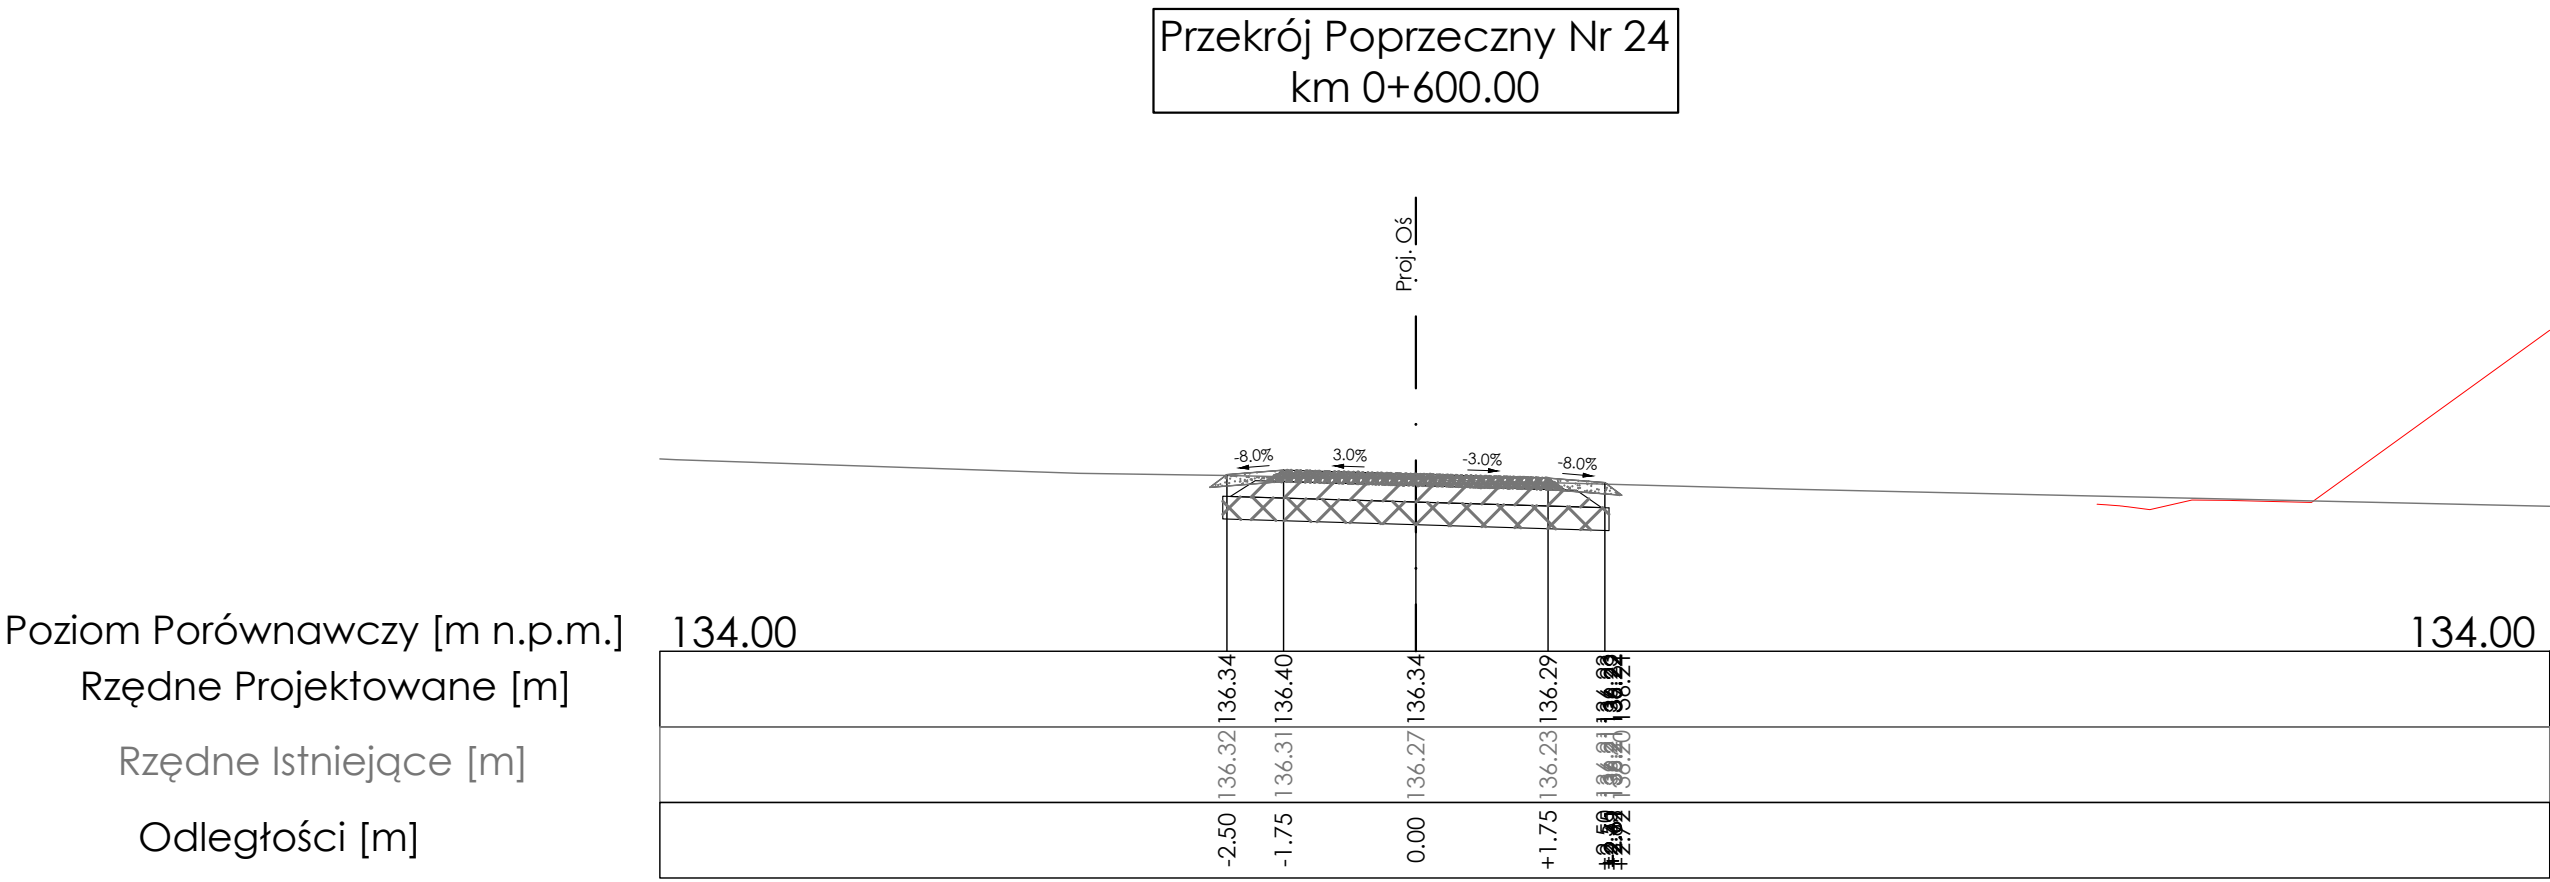 Przekrój Poprzeczny Nr 24
km 0+600.00
Proj. Oś
-8.0%
3.0%
-3.0%
-8.0%
Poziom Porównawczy [m n.p.m.] 134.00 134.00
Rzędne Projektowane [m] 136.34 136.40 136.34 136.29
Rzędne Istniejące [m] 136.32 136.31 136.27 136.23
Odległości [m] -2.50 -1.75 0.00 +1.75